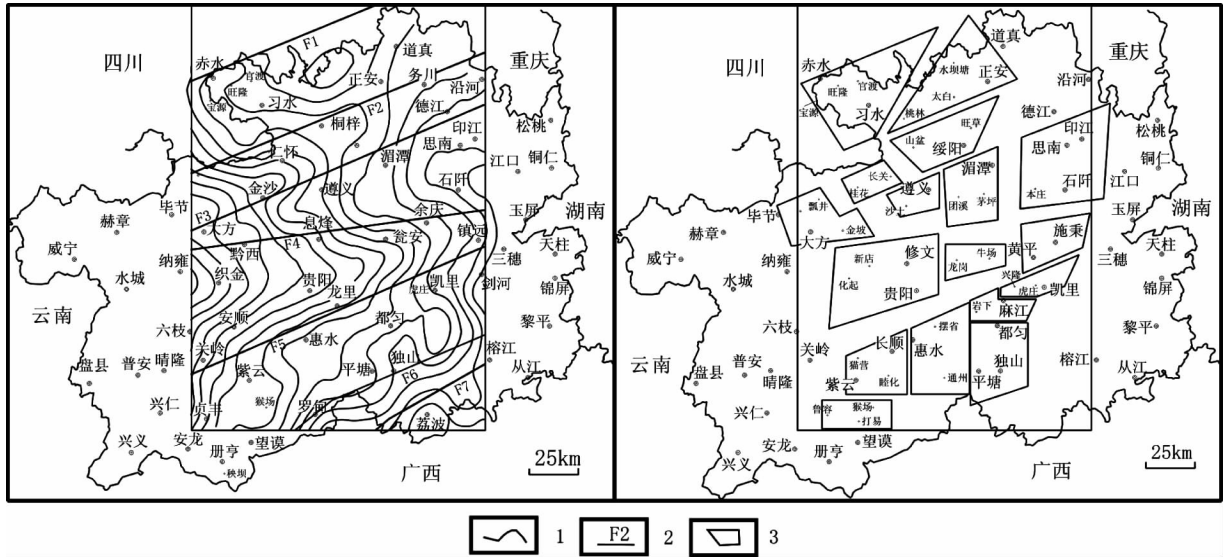 四川
重庆
湖南
云南
广西
F1
F2
F3
F4
F5
F6
F7
道真
赤水
官渡
旺隆
宝源
习水
正安
务川
沿河
德江
桐梓
印江
松桃
思南
仁怀
湄潭
江口
铜仁
石阡
金沙
遵义
毕节
赫章
余庆
玉屏
大方
息烽
瓮安
镇远
天柱
威宁
黔西
三穗
纳雍
水城
织金
贵阳
龙里
虎庄
凯里
剑河
锦屏
安顺
都匀
黎平
六枝
惠水
关岭
普安
晴隆
盘县
紫云
平塘
独山
榕江
从江
猴场
兴仁
贞丰
罗甸
荔波
兴义
安龙
册亨
望谟
秧坝
25km
四川
重庆
湖南
云南
广西
道真
赤水
旺隆
官渡
宝源
习水
水坝塘
正安
太白
桃林
沿河
德江
旺草
山盆
绥阳
印江
松桃
思南
湄潭
江口
铜仁
长关
桂花
遵义
石阡
本庄
瓢井
沙土
团溪
茅坪
毕节
赫章
大方
金坡
玉屏
施秉
黄平
修文
牛场
龙岗
新店
三穗
天柱
威宁
纳雍
水城
化起
贵阳
兴隆
虎庄
凯里
锦屏
岩下
麻江
六枝
长顺
惠水
摆省
都匀
黎平
关岭
普安
晴隆
盘县
猫营
紫云
睦化
通州
平塘
独山
榕江
从江
鲁容
猴场
打易
兴仁
兴义
安龙
册亨
望谟
25km
1
F2
2
3